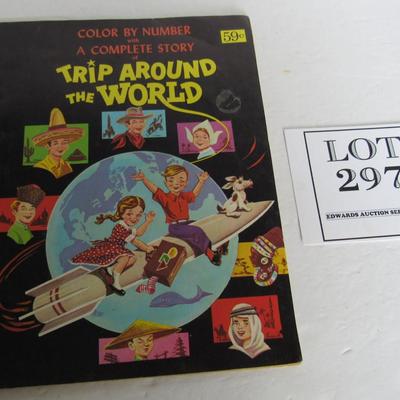 COLOR BY NUMBER
with
A COMPLETE STORY
of
TRIP AROUND
THE WORLD
59¢
LOT
297
EDWARDS AUCTION SER